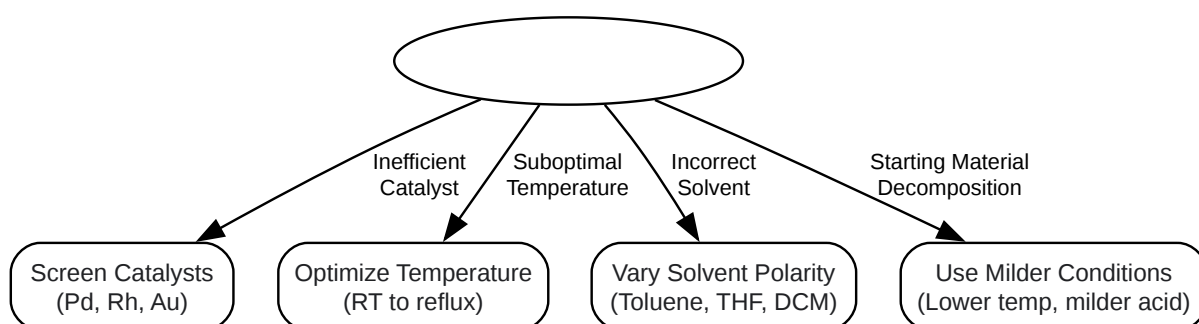 Inefficient
Catalyst
Suboptimal
Temperature
Incorrect
Solvent
Starting Material
Decomposition
Screen Catalysts
(Pd, Rh, Au)
Optimize Temperature
(RT to reflux)
Vary Solvent Polarity
(Toluene, THF, DCM)
Use Milder Conditions
(Lower temp, milder acid)